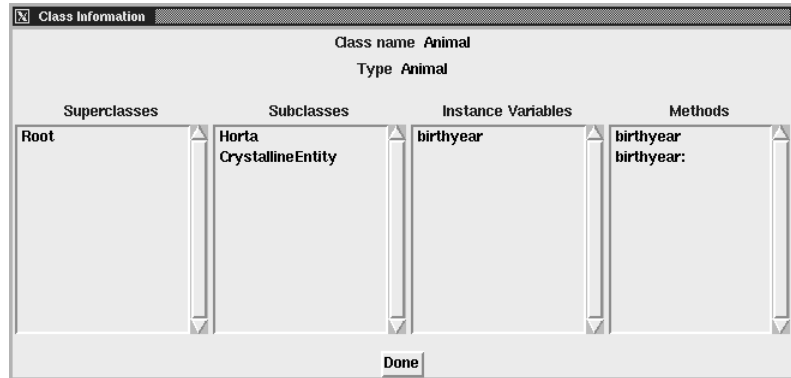 Class Information
Class name Animal
Type Animal
Superclasses Subclasses Instance Variables Methods
Root Horta birthyear birthyear
CrystallineEntity birthyear:
Done